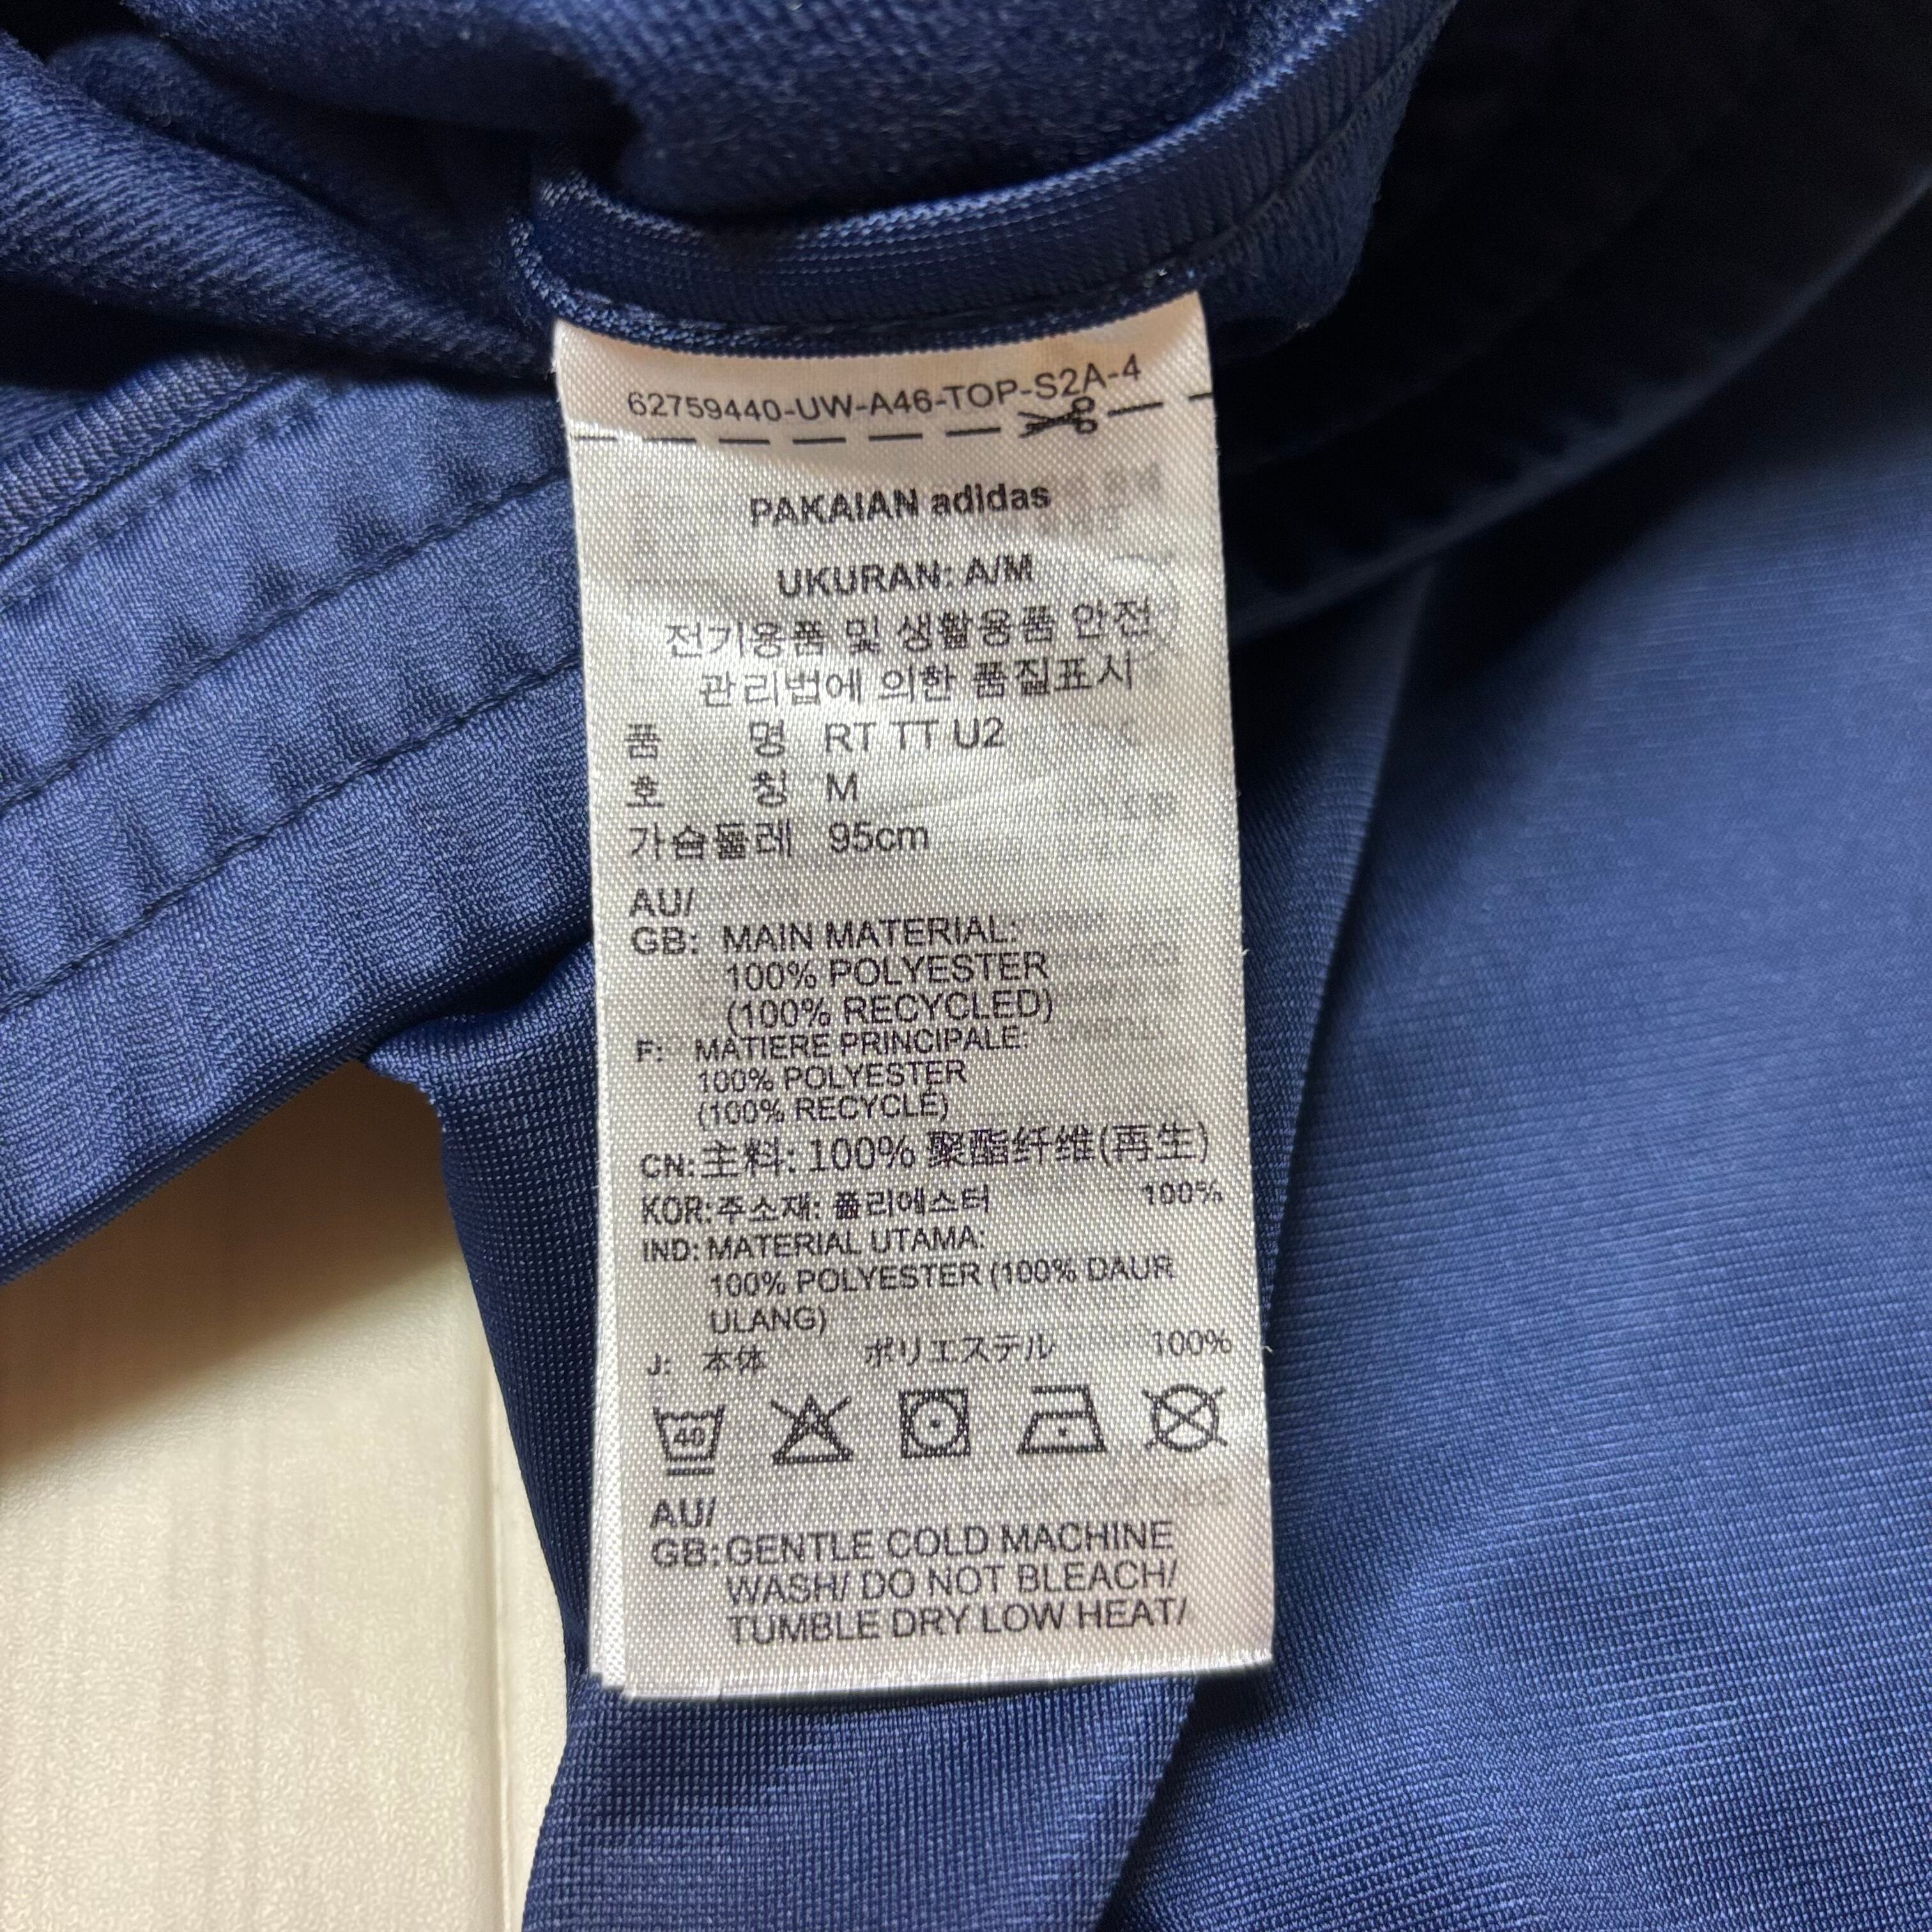 62759440-UW-A46-TOP-S2A-4
PAKAIAN adidas
UKURAN: A/M
전기용품 및 생활용품 안전
관리법에 의한 품질표시
품 명 RT TT U2
호 칭 M
가슴둘레 95cm
AU/
GB: MAIN MATERIAL:
100% POLYESTER
(100% RECYCLED)
F: MATIERE PRINCIPALE:
100% POLYESTER
(100% RECYCLÉ)
CN: 主料: 100% 聚酯纤维(再生)
KOR: 주소재: 폴리에스터 100%
IND: MATERIAL UTAMA:
100% POLYESTER (100% DAUR
ULANG)
J: 本体 ポリエステル 100%
40
AU/
GB: GENTLE COLD MACHINE
WASH/ DO NOT BLEACH/
TUMBLE DRY LOW HEAT/